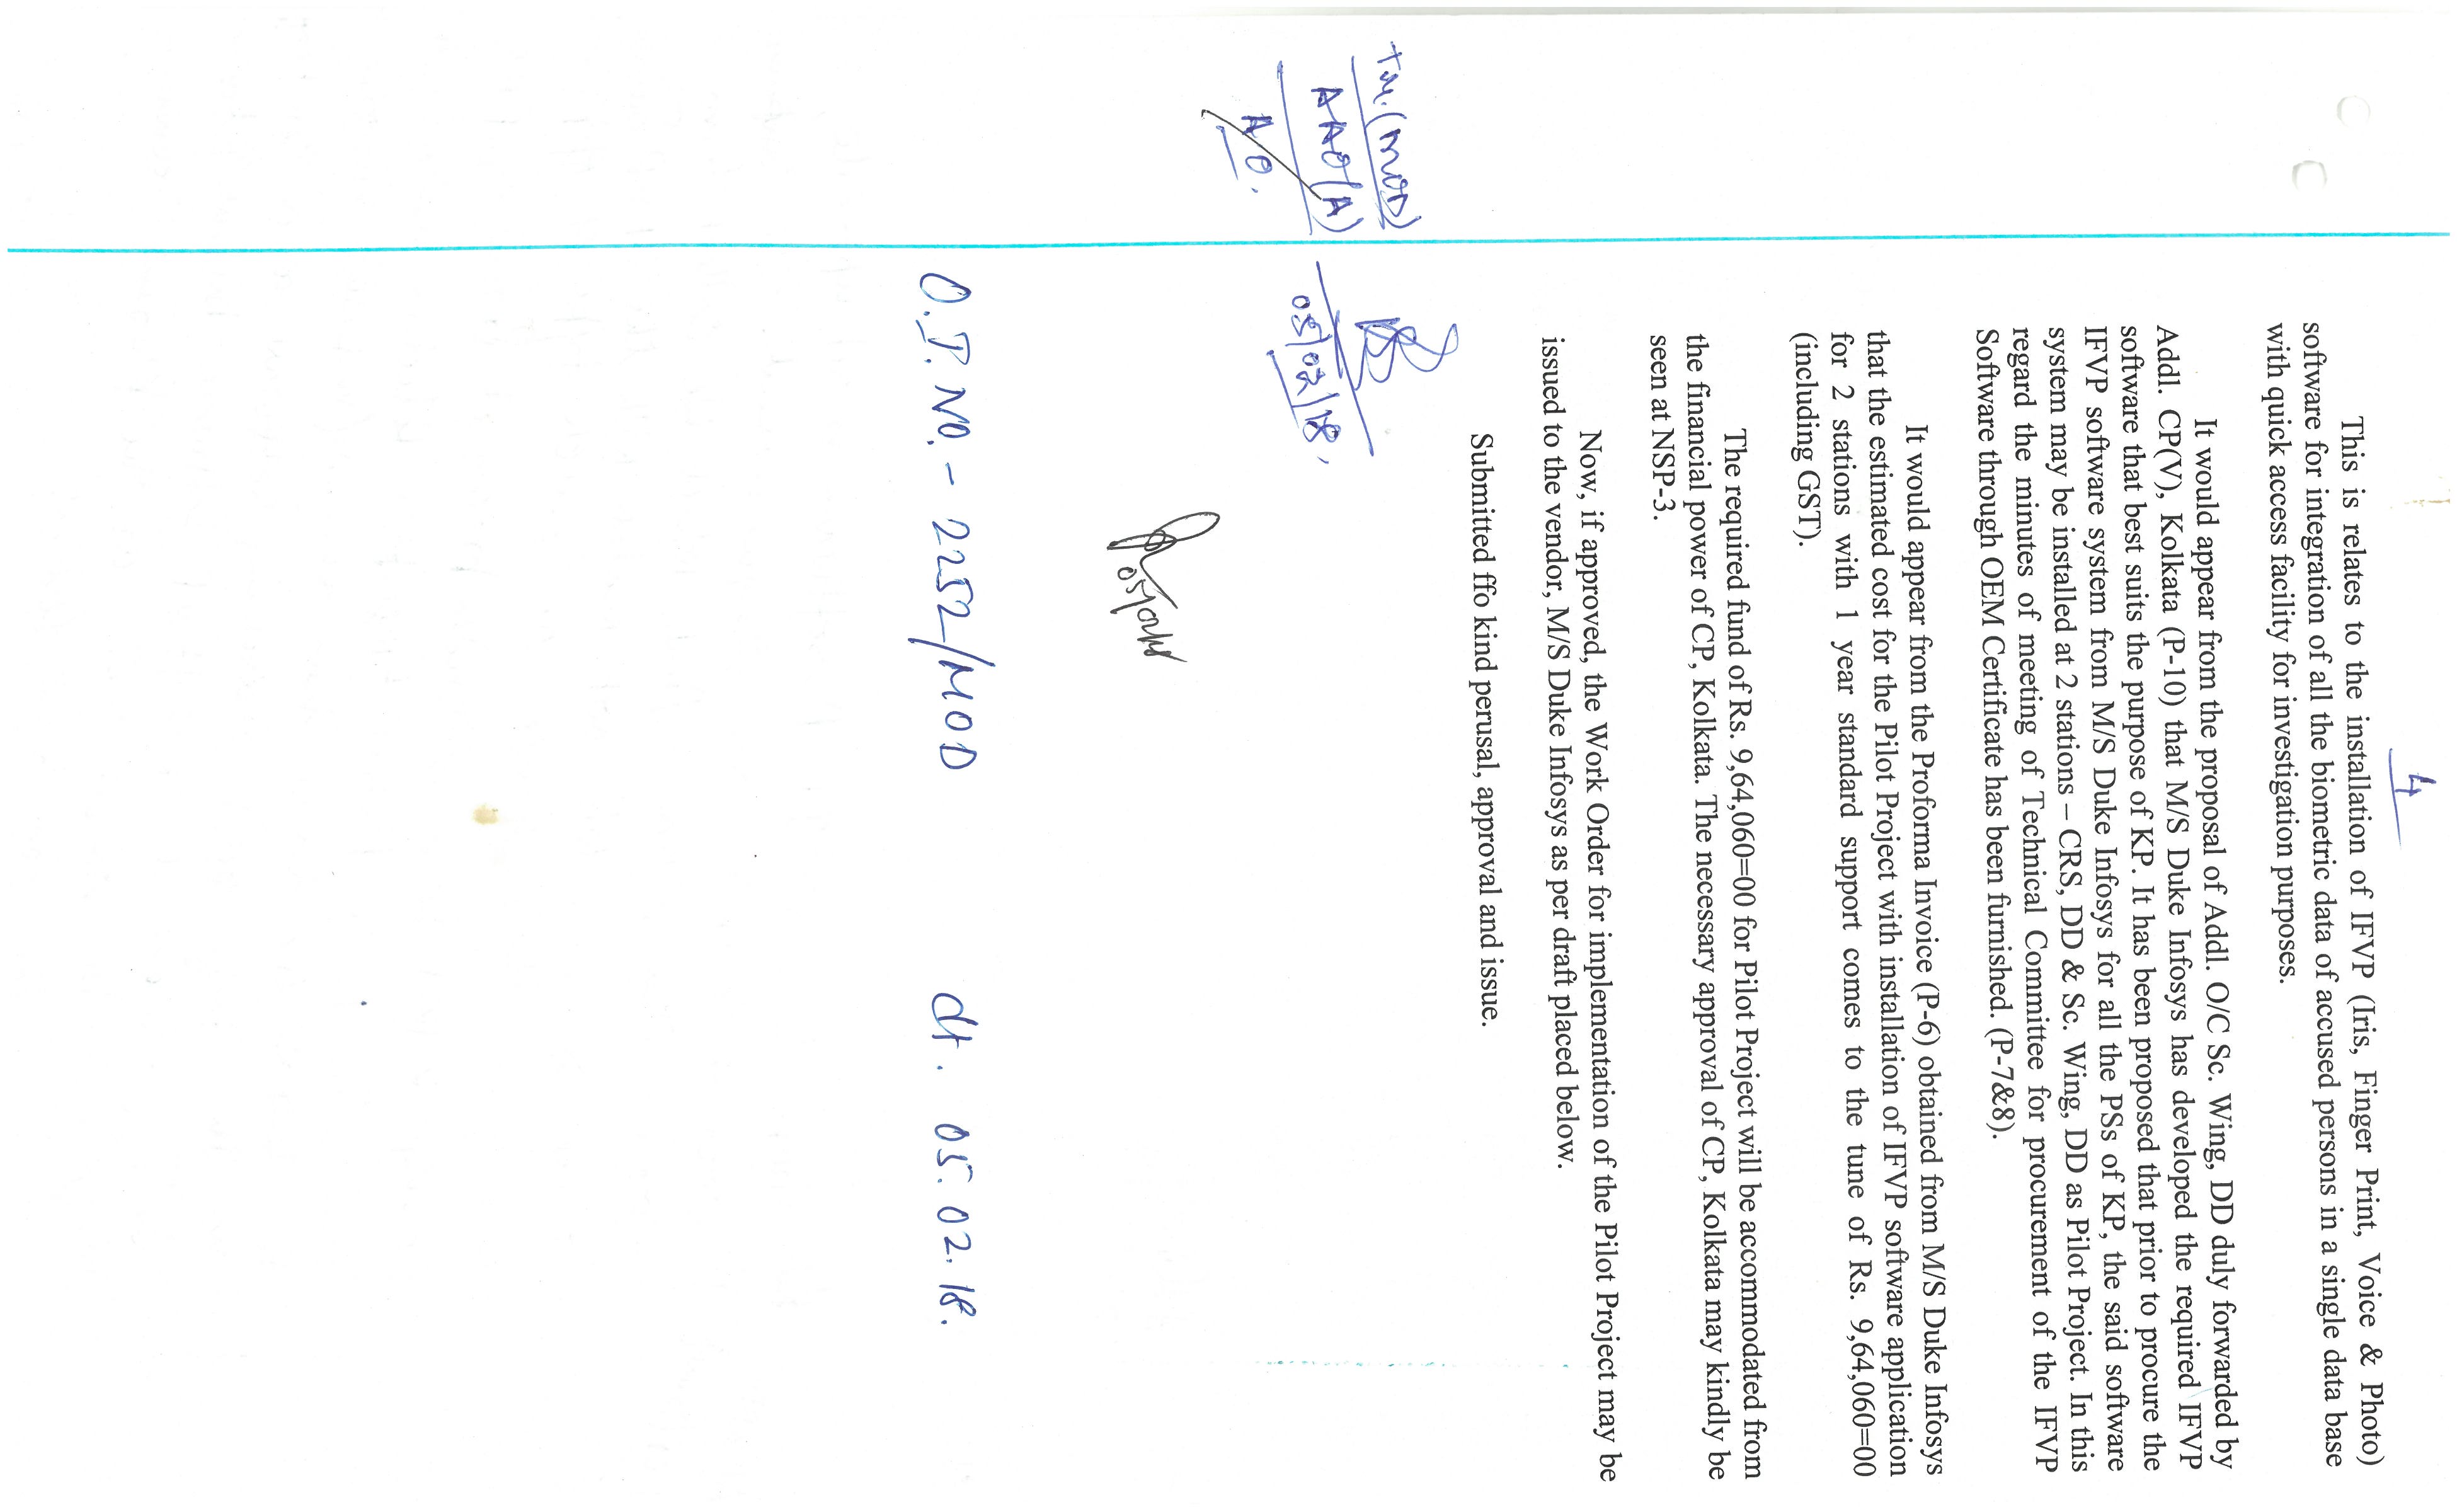 4
This is relates to the installation of IFVP (Iris, Finger Print, Voice & Photo)
software for integration of all the biometric data of accused persons in a single data base
with quick access facility for investigation purposes.
It would appear from the proposal of Addl. O/C Sc. Wing, DD duly forwarded by
Addl. CP(V), Kolkata (P-10) that M/S Duke Infosys has developed the required IFVP
software that best suits the purpose of KP. It has been proposed that prior to procure the
IFVP software system from M/S Duke Infosys for all the PSs of KP, the said software
system may be installed at 2 stations – CRS, DD & Sc. Wing, DD as Pilot Project. In this
regard the minutes of meeting of Technical Committee for procurement of the IFVP
Software through OEM Certificate has been furnished. (P-7&8).
It would appear from the Proforma Invoice (P-6) obtained from M/S Duke Infosys
that the estimated cost for the Pilot Project with installation of IFVP software application
for 2 stations with 1 year standard support comes to the tune of Rs. 9,64,060=00
(including GST).
The required fund of Rs. 9,64,060=00 for Pilot Project will be accommodated from
the financial power of CP, Kolkata. The necessary approval of CP, Kolkata may kindly be
seen at NSP-3.
Now, if approved, the Work Order for implementation of the Pilot Project may be
issued to the vendor, M/S Duke Infosys as per draft placed below.
Submitted ffo kind perusal, approval and issue.
(MOD)
AAO(A)
05/02/18.
A/O.
05/02/18
O.I. NO. - 2252/MOD dt. 05.02.18.